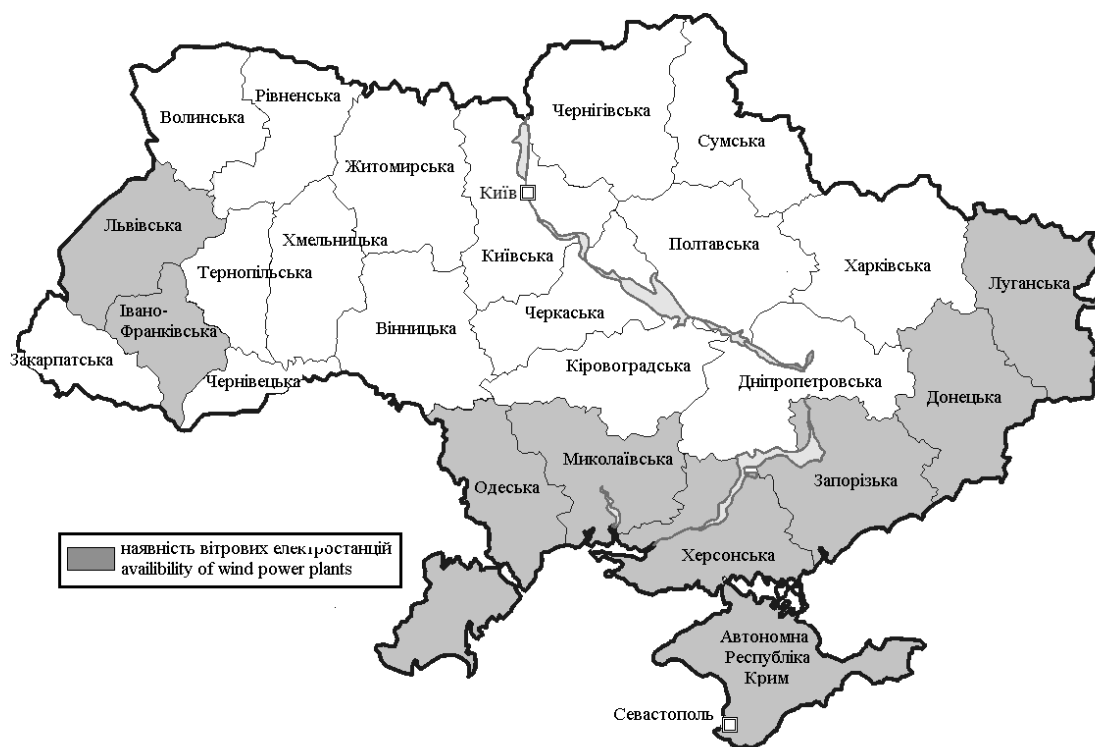 Чернігівська
Рівненська
Волинська
Сумська
Житомирська
Київ
Львівська
Хмельницька
Полтавська
Київська
Харківська
Тернопільська
Луганська
Івано-
Франківська
Черкаська
Вінницька
Закарпатська
Кіровоградська
Чернівецька
Дніпропетровська
Донецька
Миколаївська
Запорізька
Одеська
Херсонська
наявність вітрових електростанцій
availibility of wind power plants
Автономна
Республіка
Крим
Севастополь